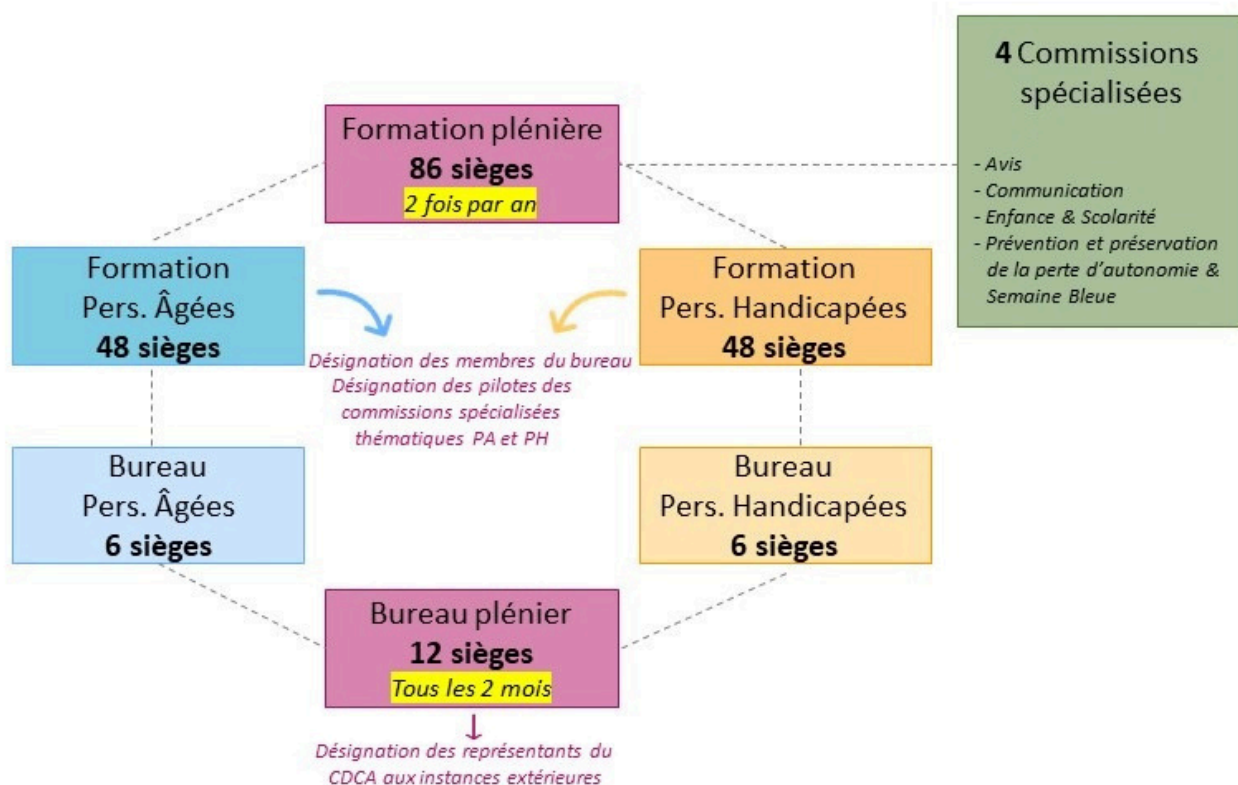 Formation plénière
86 sièges
2 fois par an
4 Commissions
spécialisées
- Avis
- Communication
- Enfance & Scolarité
- Prévention et préservation
de la perte d'autonomie &
Semaine Bleue
Formation
Pers. Âgées
48 sièges
Formation
Pers. Handicapées
48 sièges
Désignation des membres du bureau
Désignation des pilotes des
commissions spécialisées
thématiques PA et PH
Bureau
Pers. Âgées
6 sièges
Bureau
Pers. Handicapées
6 sièges
Bureau plénier
12 sièges
Tous les 2 mois
Désignation des représentants du
CDCA aux instances extérieures